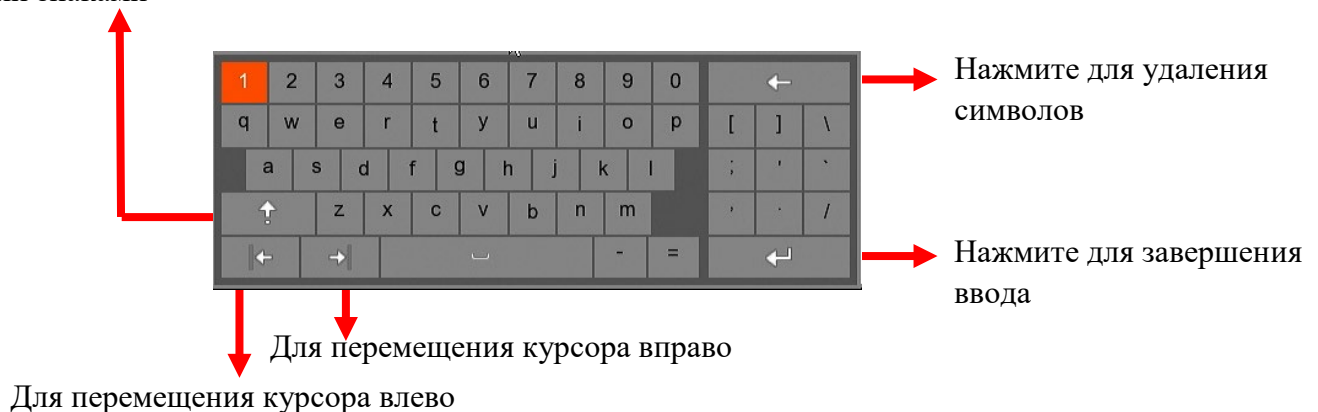 1 2 3 4 5 6 7 8 9 0
Нажмите для удаления
символов
q w e r t y u i o p [ ] \
a s d f g h j k l ; ' `
z x c v b n m , . /
- =
Нажмите для завершения
ввода
Для перемещения курсора вправо
Для перемещения курсора влево